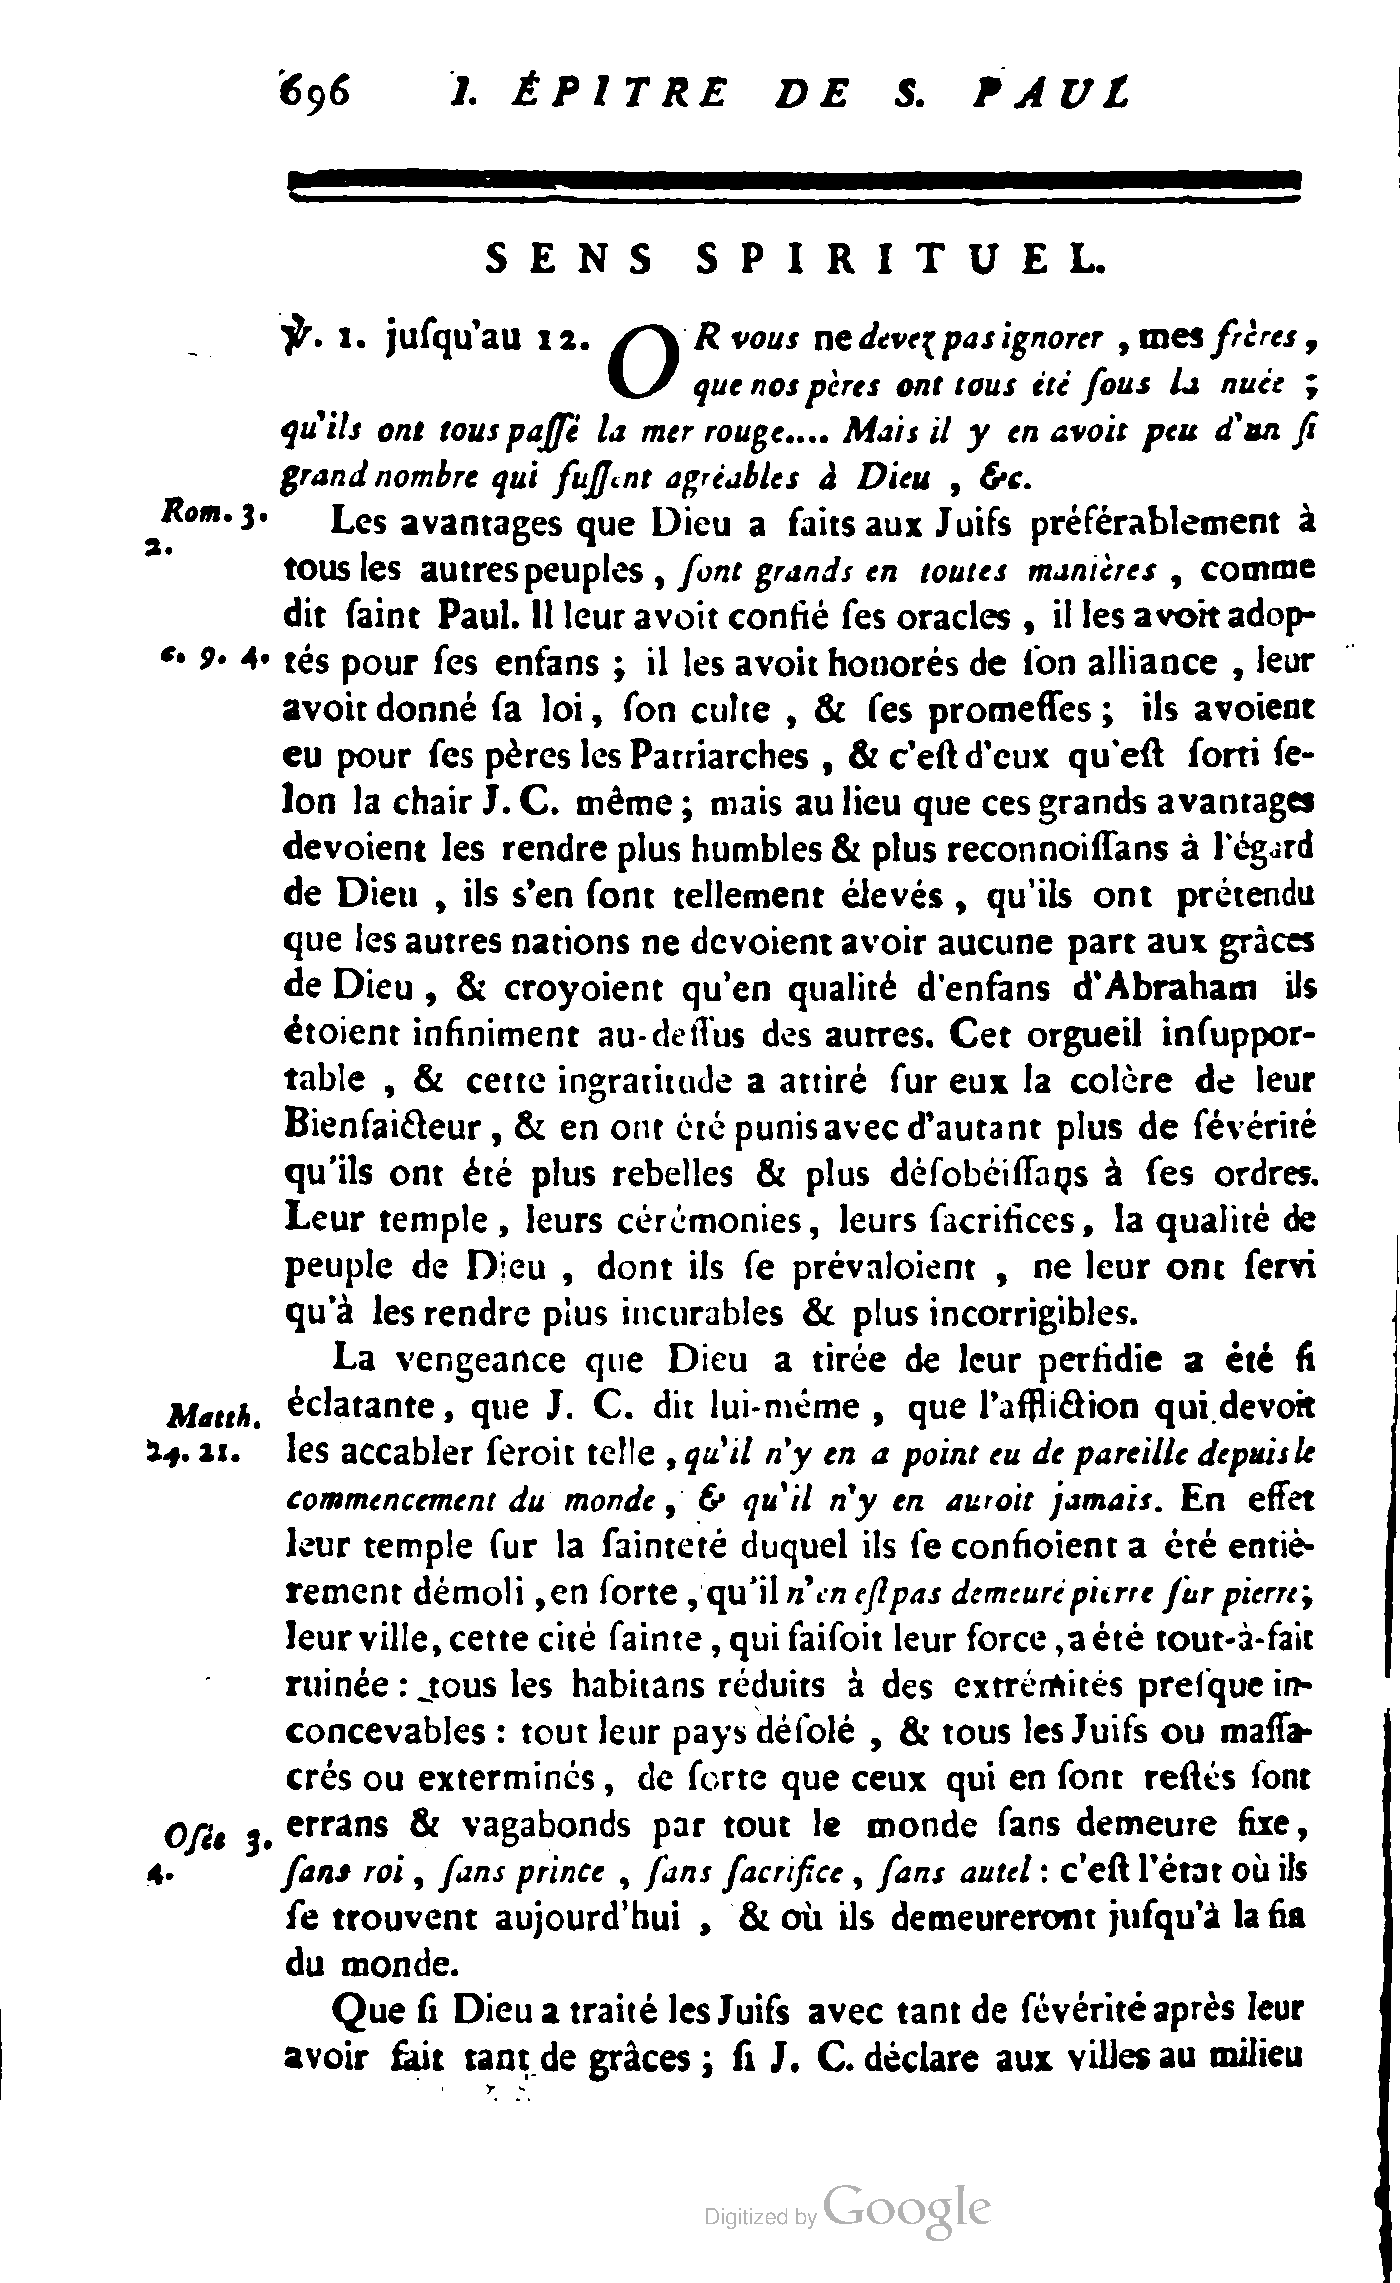 696 I. ÉPITRE DE S. PAUL
SENS SPIRITUEL.
℣. 1. juſqu'au 12. OR vous ne devez pas ignorer , mes frères ,
que nos pères ont tous été ſous la nuée ;
qu'ils ont tous paſſé la mer rouge.... Mais il y en avoit peu d'un ſi
grand nombre qui fuſſent agréables à Dieu , &c.
Rom. 3.
2.
Les avantages que Dieu a faits aux Juifs préférablement à
tous les autres peuples , ſont grands en toutes manières , comme
dit ſaint Paul. Il leur avoit confié ſes oracles , il les avoit adop-
c. 9. 4.
tés pour ſes enfans ; il les avoit honorés de ſon alliance , leur
avoit donné ſa loi, ſon culte , & ſes promeſſes ; ils avoient
eu pour ſes pères les Patriarches , & c'eſt d'eux qu'eſt ſorti ſe-
lon la chair J. C. même ; mais au lieu que ces grands avantages
devoient les rendre plus humbles & plus reconnoiſſans à l'égard
de Dieu , ils s'en ſont tellement élevés , qu'ils ont prétendu
que les autres nations ne devoient avoir aucune part aux grâces
de Dieu , & croyoient qu'en qualité d'enfans d'Abraham ils
étoient infiniment au-deſſus des autres. Cet orgueil inſuppor-
table , & cette ingratitude a attiré ſur eux la colère de leur
Bienfaicteur , & en ont été punis avec d'autant plus de ſévérité
qu'ils ont été plus rebelles & plus déſobéiſſans à ſes ordres.
Leur temple , leurs cérémonies, leurs ſacrifices, la qualité de
peuple de Dieu , dont ils ſe prévaloient , ne leur ont ſervi
qu'à les rendre plus incurables & plus incorrigibles.
La vengeance que Dieu a tirée de leur perfidie a été ſi
Matth.
24. 21.
éclatante, que J. C. dit lui-même , que l'affliction qui devoit
les accabler ſeroit telle , qu'il n'y en a point eu de pareille depuis le
commencement du monde , & qu'il n'y en auroit jamais. En effet
leur temple ſur la ſainteté duquel ils ſe confioient a été entiè-
rement démoli , en ſorte , qu'il n'en eſt pas demeuré pierre ſur pierre ;
leur ville, cette cité ſainte , qui faiſoit leur force , a été tout-à-fait
ruinée : tous les habitans réduits à des extrémités preſque in-
concevables : tout leur pays déſolé , & tous les Juifs ou maſſa-
crés ou exterminés, de ſorte que ceux qui en ſont reſtés ſont
Oſée 3.
4.
errans & vagabonds par tout le monde ſans demeure fixe,
ſans roi , ſans prince , ſans ſacrifice , ſans autel : c'eſt l'état où ils
ſe trouvent aujourd'hui , & où ils demeureront juſqu'à la fin
du monde.
Que ſi Dieu a traité les Juifs avec tant de ſévérité après leur
avoir fait tant de grâces ; ſi J. C. déclare aux villes au milieu
Digitized by Google